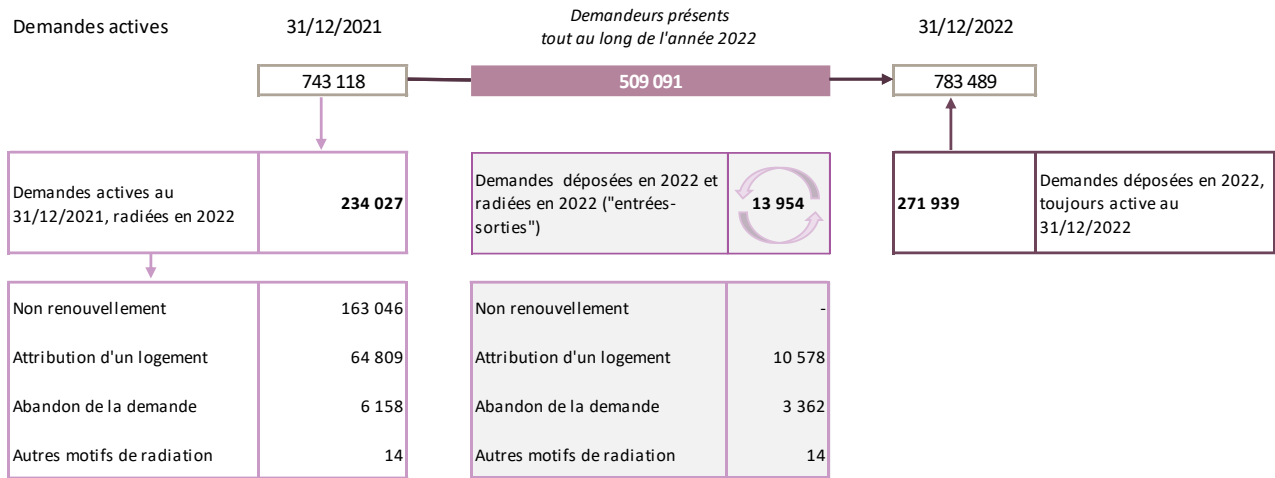 Demandes actives
31/12/2021
Demandeurs présents
tout au long de l'année 2022
31/12/2022
743 118
509 091
783 489
Demandes actives au
31/12/2021, radiées en 2022
234 027
Demandes déposées en 2022 et
radiées en 2022 ("entrées-
sorties")
13 954
271 939
Demandes déposées en 2022,
toujours active au
31/12/2022
Non renouvellement
163 046
Attribution d'un logement
64 809
Abandon de la demande
6 158
Autres motifs de radiation
14
Non renouvellement
-
Attribution d'un logement
10 578
Abandon de la demande
3 362
Autres motifs de radiation
14